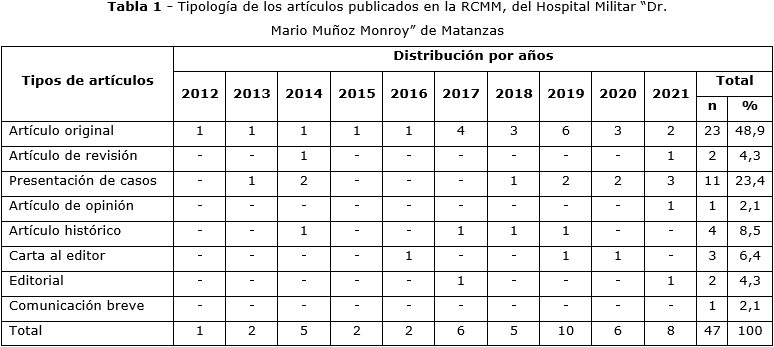 Tabla 1 - Tipología de los artículos publicados en la RCMM, del Hospital Militar “Dr.
Mario Muñoz Monroy” de Matanzas
Tipos de artículos Distribución por años
2012 2013 2014 2015 2016 2017 2018 2019 2020 2021 Total
n %
Artículo original 1 1 1 1 1 4 3 6 3 2 23 48,9
Artículo de revisión - - 1 - - - - - - 1 2 4,3
Presentación de casos - 1 2 - - - 1 2 2 3 11 23,4
Artículo de opinión - - - - - - - - - 1 1 2,1
Artículo histórico - - 1 - - 1 1 1 - - 4 8,5
Carta al editor - - - - 1 - - 1 1 - 3 6,4
Editorial - - - - - 1 - - - 1 2 4,3
Comunicación breve - - - - - - - - - - 1 2,1
Total 1 2 5 2 2 6 5 10 6 8 47 100